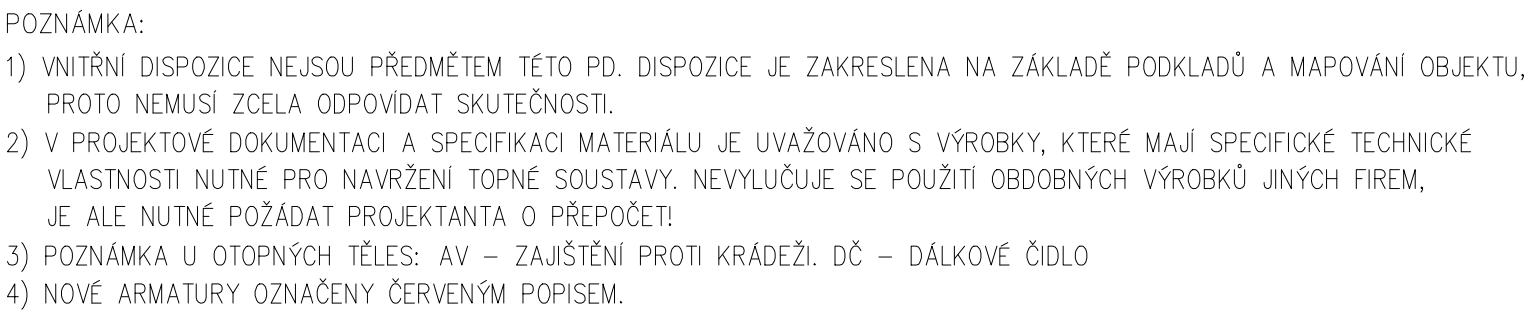 POZNÁMKA:
1) VNITŘNÍ DISPOZICE NEJSOU PŘEDMĚTEM TÉTO PD. DISPOZICE JE ZAKRESLENA NA ZÁKLADĚ PODKLADŮ A MAPOVÁNÍ OBJEKTU,
PROTO NEMUSÍ ZCELA ODPOVÍDAT SKUTEČNOSTI.
2) V PROJEKTOVÉ DOKUMENTACI A SPECIFIKACI MATERIÁLU JE UVAŽOVÁNO S VÝROBKY, KTERÉ MAJÍ SPECIFICKÉ TECHNICKÉ
VLASTNOSTI NUTNÉ PRO NAVRŽENÍ TOPNÉ SOUSTAVY. NEVYLUČUJE SE POUŽITÍ OBDOBNÝCH VÝROBKŮ JINÝCH FIREM,
JE ALE NUTNÉ POŽÁDAT PROJEKTANTA O PŘEPOČET!
3) POZNÁMKA U OTOPNÝCH TĚLES: AV – ZAJIŠTĚNÍ PROTI KRÁDEŽI. DČ – DÁLKOVÉ ČIDLO
4) NOVÉ ARMATURY OZNAČENY ČERVENÝM POPISEM.